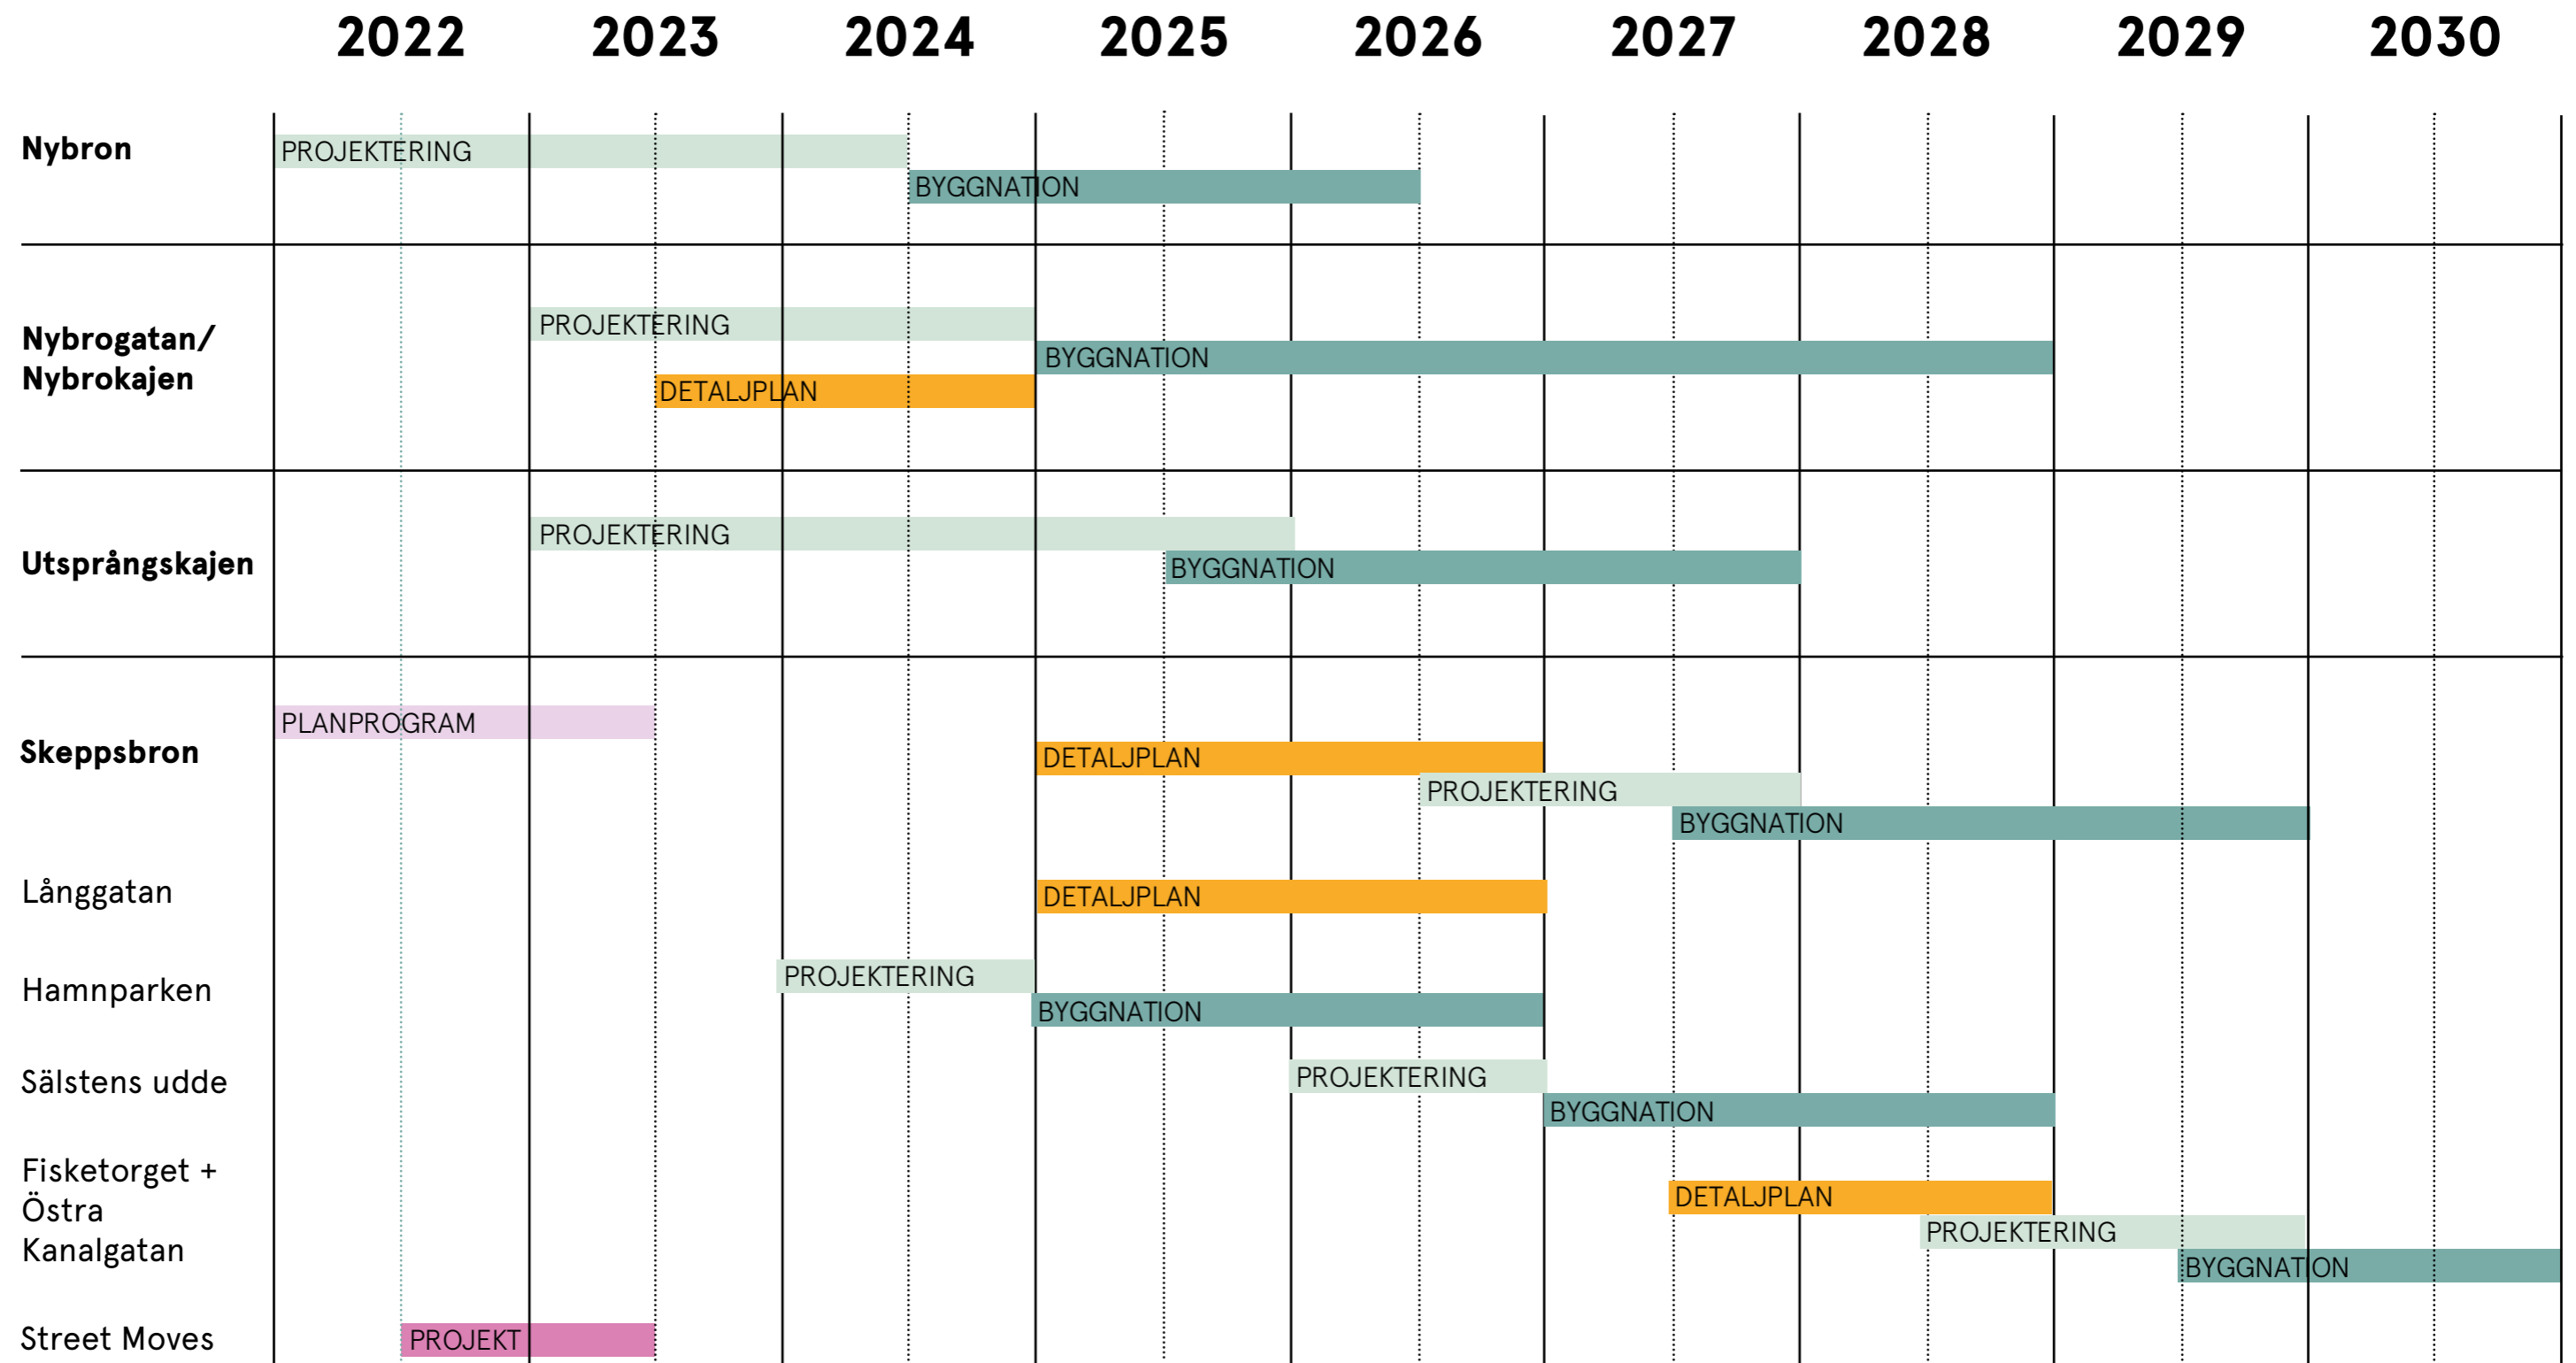 2022 2023 2024 2025 2026 2027 2028 2029 2030
Nybron
PROJEKTERING
BYGGNATION
Nybrogatan/
Nybrokajen
PROJEKTERING
BYGGNATION
DETALJPLAN
Utsprångskajen
PROJEKTERING
BYGGNATION
Skeppsbron
PLANPROGRAM
DETALJPLAN
PROJEKTERING
BYGGNATION
Långgatan
DETALJPLAN
Hamnparken
PROJEKTERING
BYGGNATION
Sälstens udde
PROJEKTERING
BYGGNATION
Fisketorget +
Östra
Kanalgatan
DETALJPLAN
PROJEKTERING
BYGGNATION
Street Moves
PROJEKT